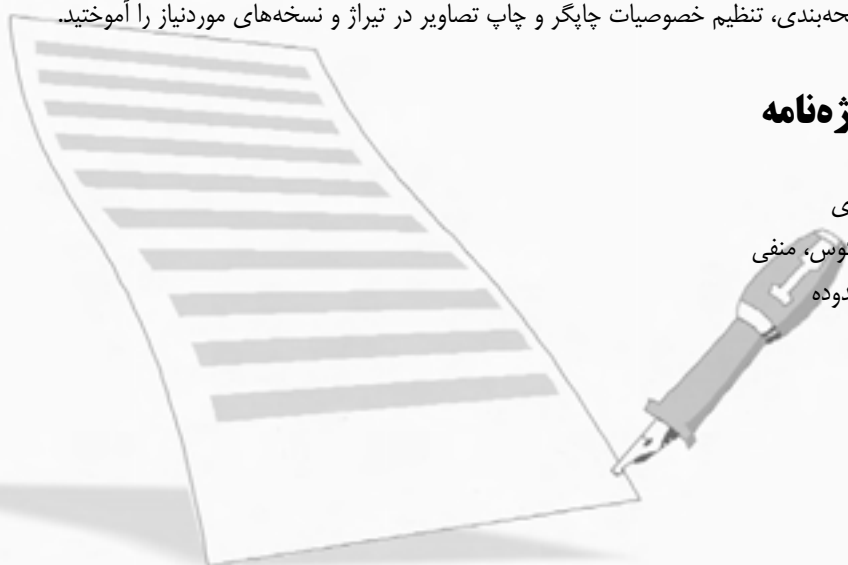 حه‌بندی، تنظیم خصوصیات چاپگر و چاپ تصاویر در تیراژ و نسخه‌های موردنیاز را آموختید.
ژه‌نامه
ی
وس، منفی
دوده